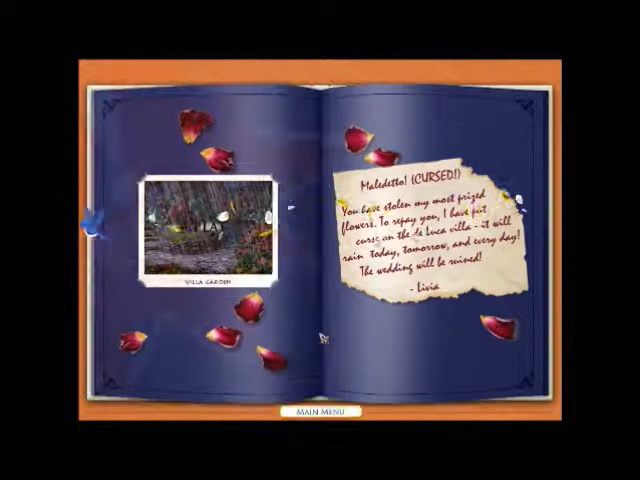 VILLA GARDEN
Maledetto! (CURSED!)
You have stolen my most prized
flowers. To repay you, I have put
curse on the de Luca villa - it will
rain today, tomorrow, and every day!
The wedding will be ruined!
- Livia
MAIN MENU